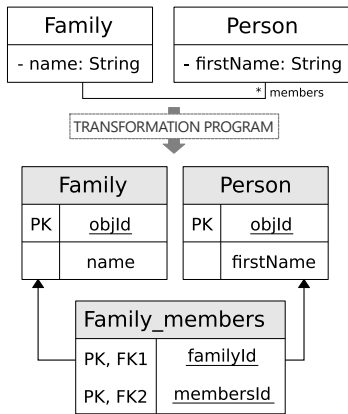 Family
Person
- name: String
- firstName: String
* members
TRANSFORMATION PROGRAM
Family
Person
PK objId
PK objId
name
firstName
Family_members
PK, FK1 familyId
PK, FK2 membersId